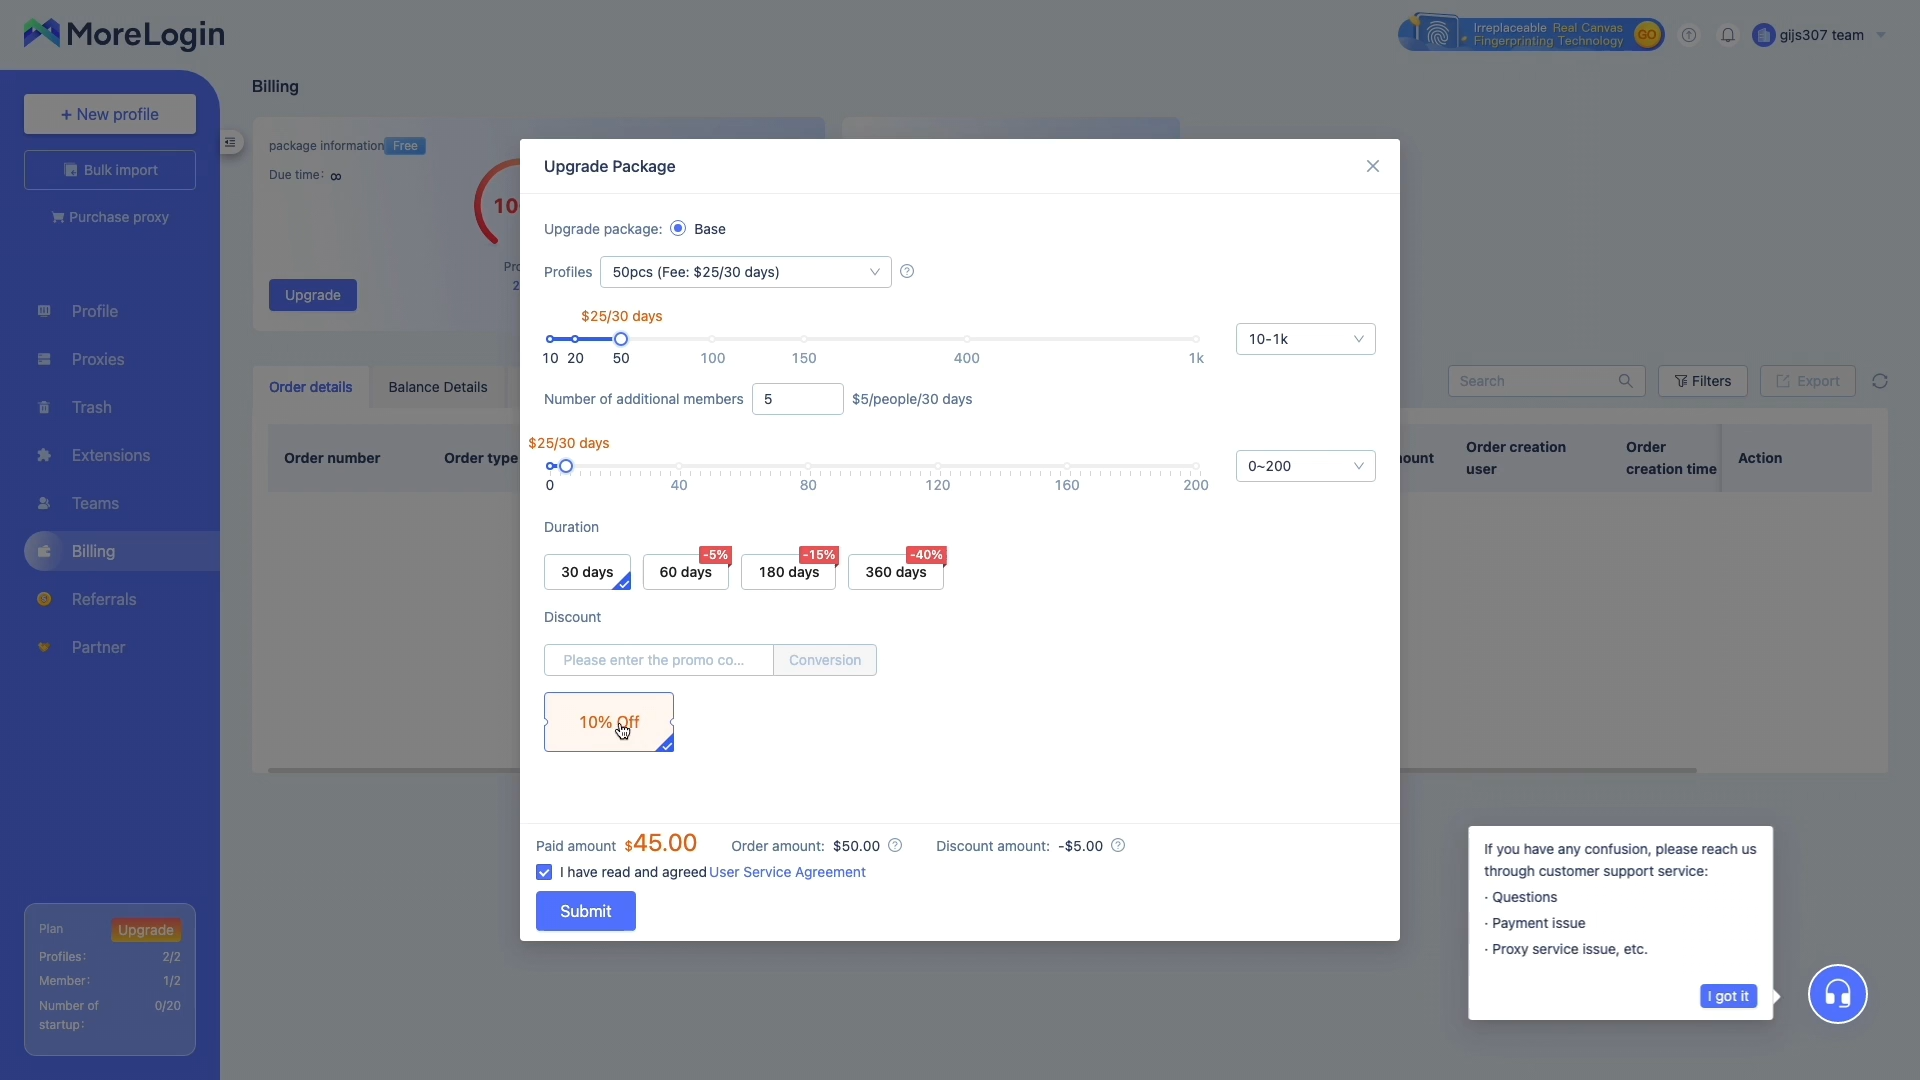 MoreLogin
Irreplaceable Real Canvas
Fingerprinting Technology
GO
gijs307 team
+ New profile
Bulk import
Purchase proxy
Profile
Proxies
Trash
Extensions
Teams
Billing
Referrals
Partner
Plan
Upgrade
Profiles:
2/2
Member:
1/2
Number of
startup:
0/20
Billing
package information
Free
Due time: ∞
Upgrade
10
Pro
2
Order details
Balance Details
Search
Filters
Export
Order number
Order type
ount
Order creation
user
Order
creation time
Action
Upgrade Package
Upgrade package:
Base
Profiles
50pcs (Fee: $25/30 days)
$25/30 days
10 20 50 100 150 400 1k
10-1k
Number of additional members
5
$5/people/30 days
$25/30 days
0 40 80 120 160 200
0~200
Duration
30 days
-5%
60 days
-15%
180 days
-40%
360 days
Discount
Please enter the promo co...
Conversion
10% Off
Paid amount $45.00
Order amount: $50.00
Discount amount: -$5.00
I have read and agreed User Service Agreement
Submit
If you have any confusion, please reach us
through customer support service:
· Questions
· Payment issue
· Proxy service issue, etc.
I got it